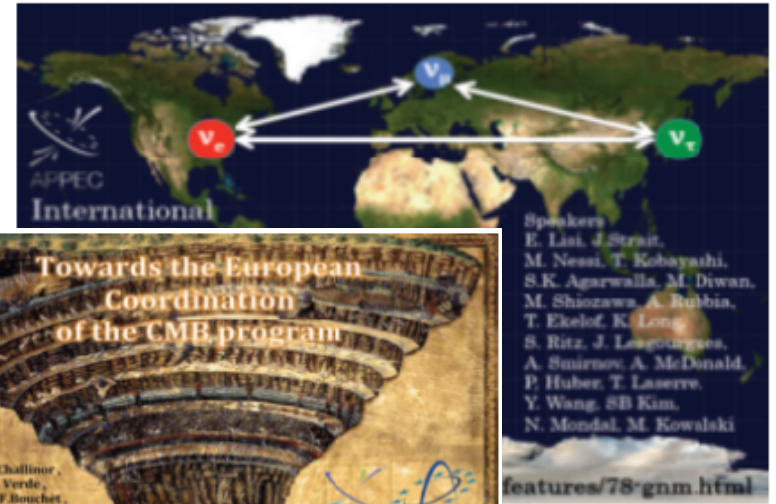 νμ
νe
ντ
APPEC
International
Speakers
E. Lisi, J.Strait,
M. Nessi, T. Kobayashi,
S.K. Agarwalla, M. Diwan,
M. Shiozawa, A. Rubbia,
T. Ekelof, K. Long,
S. Ritz, J. Lesgourgues,
A. Smirnov, A. McDonald,
P. Huber, T. Laserre,
Y. Wang, SB Kim,
N. Mondal, M. Kowalski
features/78-gnm.html
Towards the European
Coordination
of the CMB program
Challinor,
Verde,
F.Bouchet,